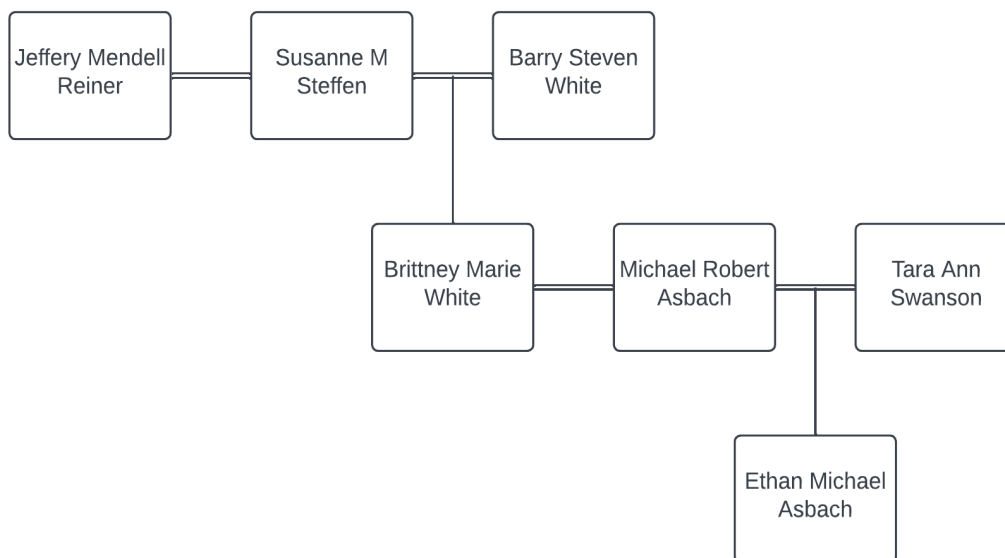 Jeffery Mendell
Reiner
Susanne M
Steffen
Barry Steven
White
Brittney Marie
White
Michael Robert
Asbach
Tara Ann
Swanson
Ethan Michael
Asbach